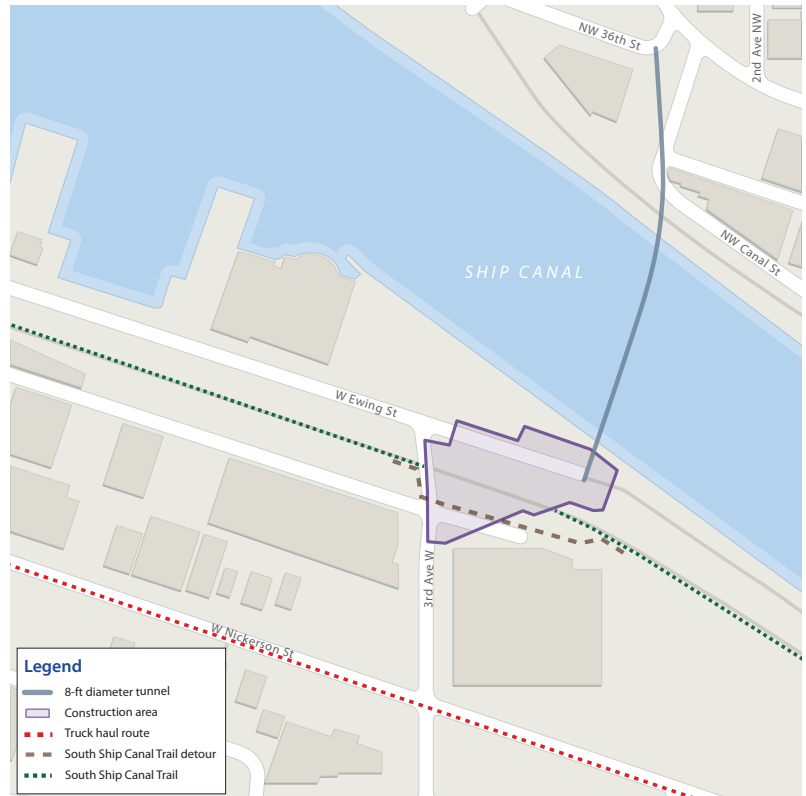 NW 36th St
2nd Ave NW
NW Canal St
SHIP CANAL
W Ewing St
3rd Ave W
W Nickerson St
Legend
8-ft diameter tunnel
Construction area
Truck haul route
South Ship Canal Trail detour
South Ship Canal Trail